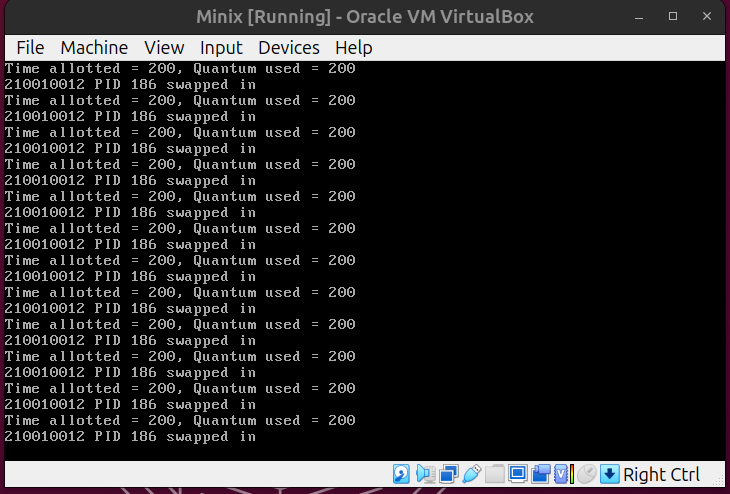 Minix [Running] - Oracle VM VirtualBox
File Machine View Input Devices Help
Time allotted = 200, Quantum used = 200
210010012 PID 186 swapped in
Time allotted = 200, Quantum used = 200
210010012 PID 186 swapped in
Time allotted = 200, Quantum used = 200
210010012 PID 186 swapped in
Time allotted = 200, Quantum used = 200
210010012 PID 186 swapped in
Time allotted = 200, Quantum used = 200
210010012 PID 186 swapped in
Time allotted = 200, Quantum used = 200
210010012 PID 186 swapped in
Time allotted = 200, Quantum used = 200
210010012 PID 186 swapped in
Time allotted = 200, Quantum used = 200
210010012 PID 186 swapped in
Time allotted = 200, Quantum used = 200
210010012 PID 186 swapped in
Time allotted = 200, Quantum used = 200
210010012 PID 186 swapped in
Time allotted = 200, Quantum used = 200
210010012 PID 186 swapped in
Time allotted = 200, Quantum used = 200
210010012 PID 186 swapped in
Right Ctrl